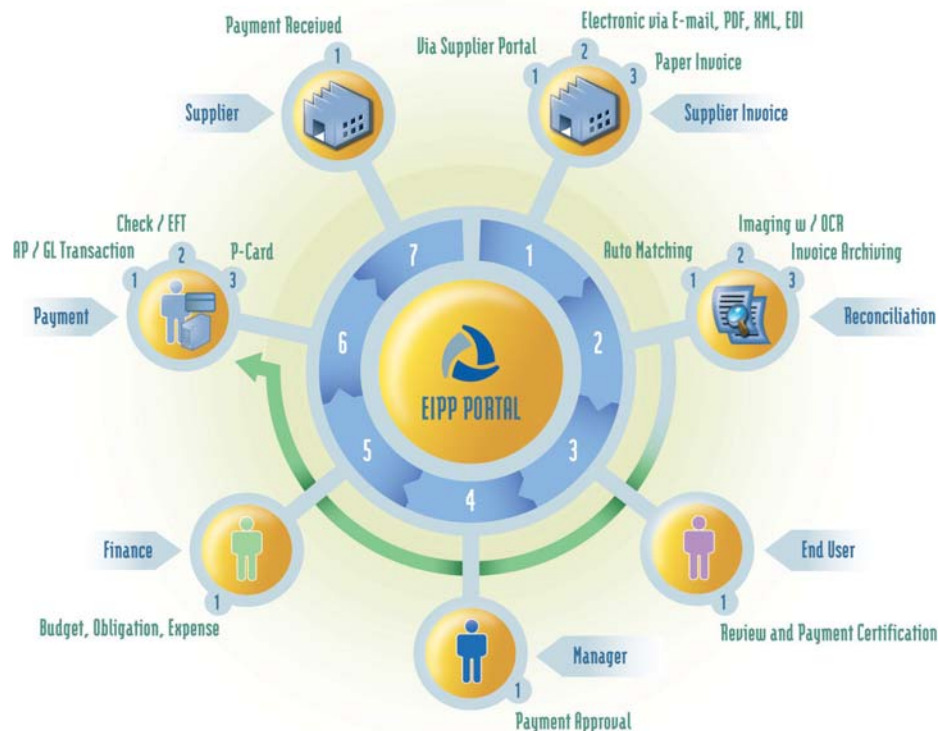 Electronic via E-mail, PDF, XML, EDI
Payment Received
Via Supplier Portal
1
1
2
3
Paper Invoice
Supplier
Supplier Invoice
Check / EFT
AP / GL Transaction
P-Card
1
2
3
Payment
Imaging w / OCR
Auto Matching
Invoice Archiving
1
2
3
Reconciliation
7
1
6
2
5
3
4
EIPP PORTAL
Finance
1
Budget, Obligation, Expense
End User
1
Review and Payment Certification
Manager
1
Payment Approval